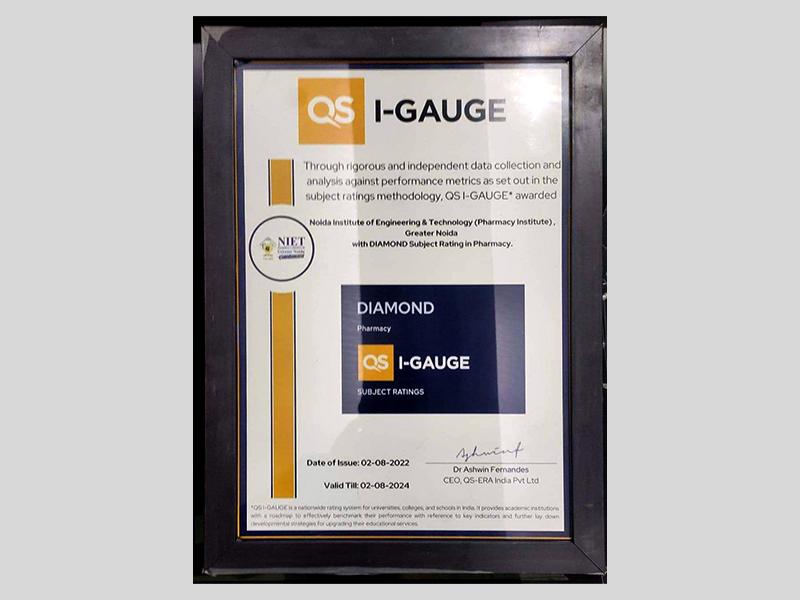 QS I-GAUGE
Through rigorous and independent data collection and
analysis against performance metrics as set out in the
subject ratings methodology, QS I-GAUGE* awarded
Noida Institute of Engineering & Technology (Pharmacy Institute),
Greater Noida
with DIAMOND Subject Rating in Pharmacy.
NIET
DIAMOND
Pharmacy
QS I-GAUGE
SUBJECT RATINGS
Date of Issue: 02-08-2022
Valid Till: 02-08-2024
Dr Ashwin Fernandes
CEO, QS-ERA India Pvt Ltd
*QS I-GAUGE is a nationwide rating system for universities, colleges, and schools in India. It provides academic institutions
with a roadmap to effectively benchmark their performance with reference to key indicators and further lay down
developmental strategies for upgrading their educational services.